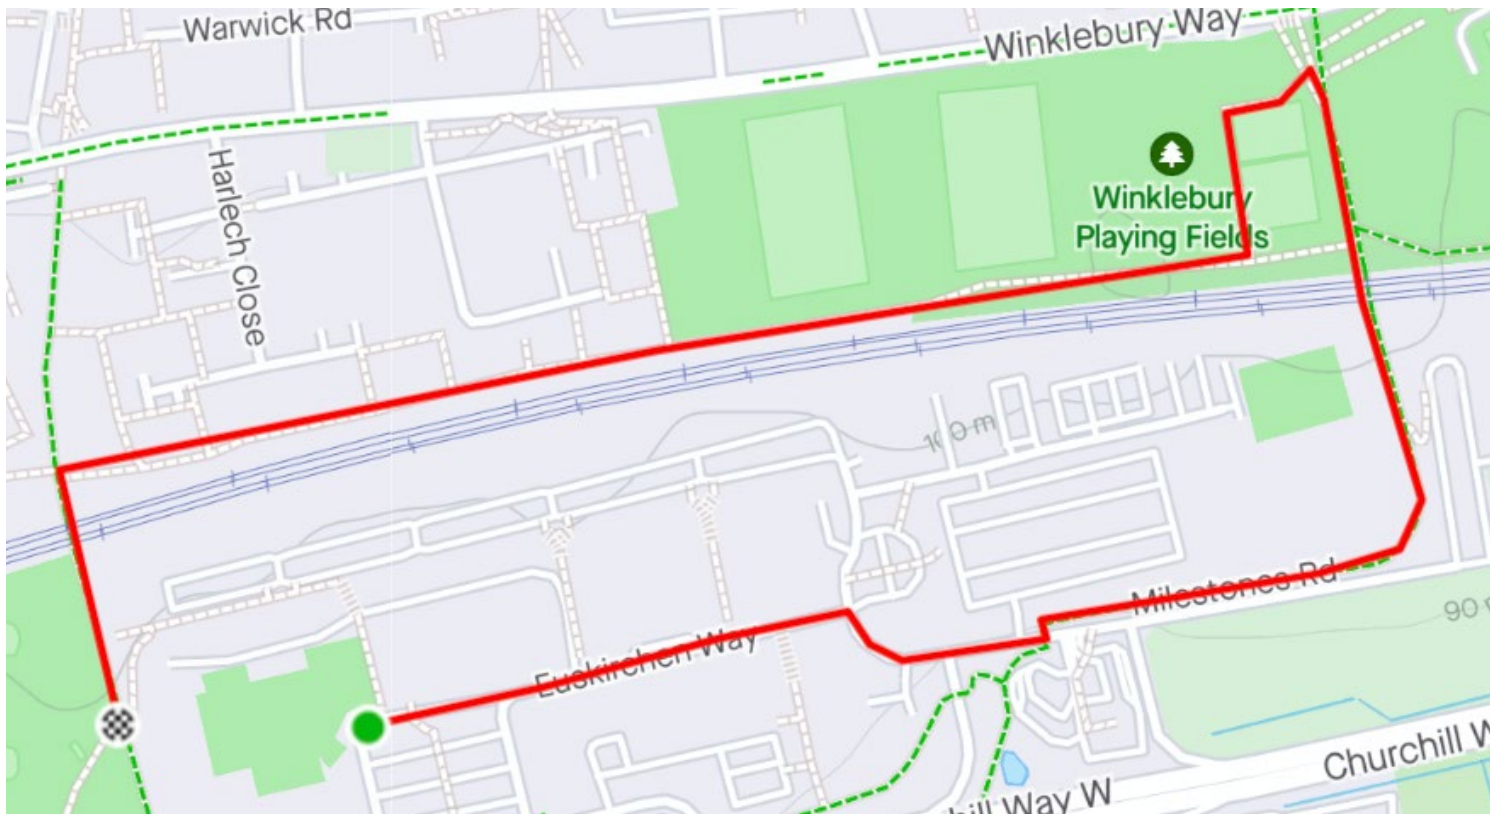 Warwick Rd
Winklebury Way
Harlech Close
Winklebury
Playing Fields
100 m
Milestones Rd
90
Euskirchen Way
Churchill W
hill Way W